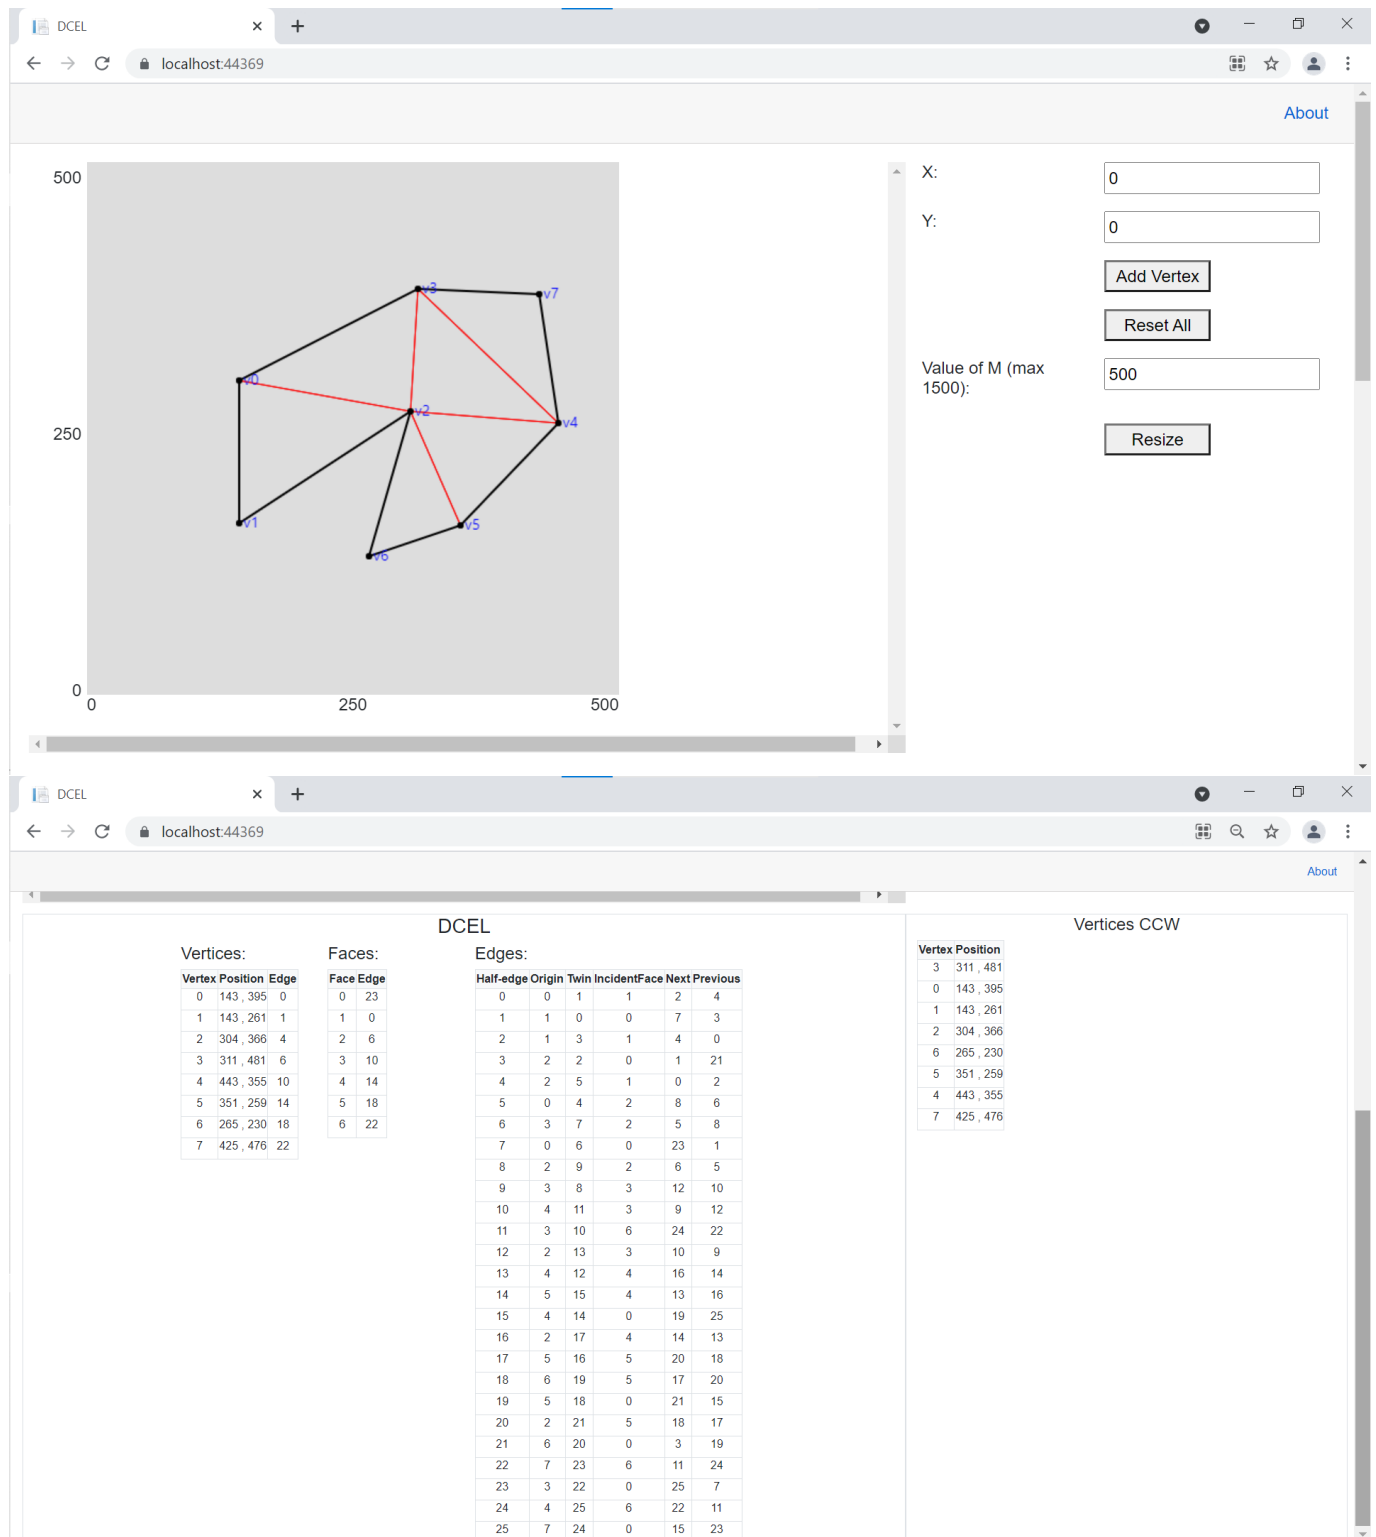 DCEL
localhost:44369
About
500
250
0
0
250
500
v3
v7
v0
v2
v4
v1
v5
v6
X:
0
Y:
0
Add Vertex
Reset All
Value of M (max
1500):
500
Resize
DCEL
localhost:44369
About
DCEL
Vertices:
Vertex Position Edge
0 143 , 395 0
1 143 , 261 1
2 304 , 366 4
3 311 , 481 6
4 443 , 355 10
5 351 , 259 14
6 265 , 230 18
7 425 , 476 22
Faces:
Face Edge
0 23
1 0
2 6
3 10
4 14
5 18
6 22
Edges:
Half-edge Origin Twin IncidentFace Next Previous
0 0 1 1 2 4
1 1 0 0 7 3
2 1 3 1 4 0
3 2 2 0 1 21
4 2 5 1 0 2
5 0 4 2 8 6
6 3 7 2 5 8
7 0 6 0 23 1
8 2 9 2 6 5
9 3 8 3 12 10
10 4 11 3 9 12
11 3 10 6 24 22
12 2 13 3 10 9
13 4 12 4 16 14
14 5 15 4 13 16
15 4 14 0 19 25
16 2 17 4 14 13
17 5 16 5 20 18
18 6 19 5 17 20
19 5 18 0 21 15
20 2 21 5 18 17
21 6 20 0 3 19
22 7 23 6 11 24
23 3 22 0 25 7
24 4 25 6 22 11
25 7 24 0 15 23
Vertices CCW
Vertex Position
3 311 , 481
0 143 , 395
1 143 , 261
2 304 , 366
6 265 , 230
5 351 , 259
4 443 , 355
7 425 , 476